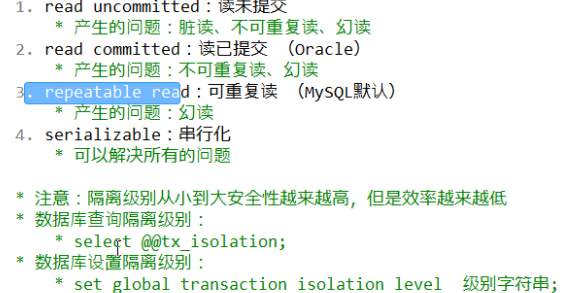 1. read uncommitted：读未提交
* 产生的问题：脏读、不可重复读、幻读
2. read committed：读已提交 （Oracle）
* 产生的问题：不可重复读、幻读
3. repeatable read：可重复读 （MySQL默认）
* 产生的问题：幻读
4. serializable：串行化
* 可以解决所有的问题
* 注意：隔离级别从小到大安全性越来越高，但是效率越来越低
* 数据库查询隔离级别：
* select @@tx_isolation;
* 数据库设置隔离级别：
* set global transaction isolation level  级别字符串;